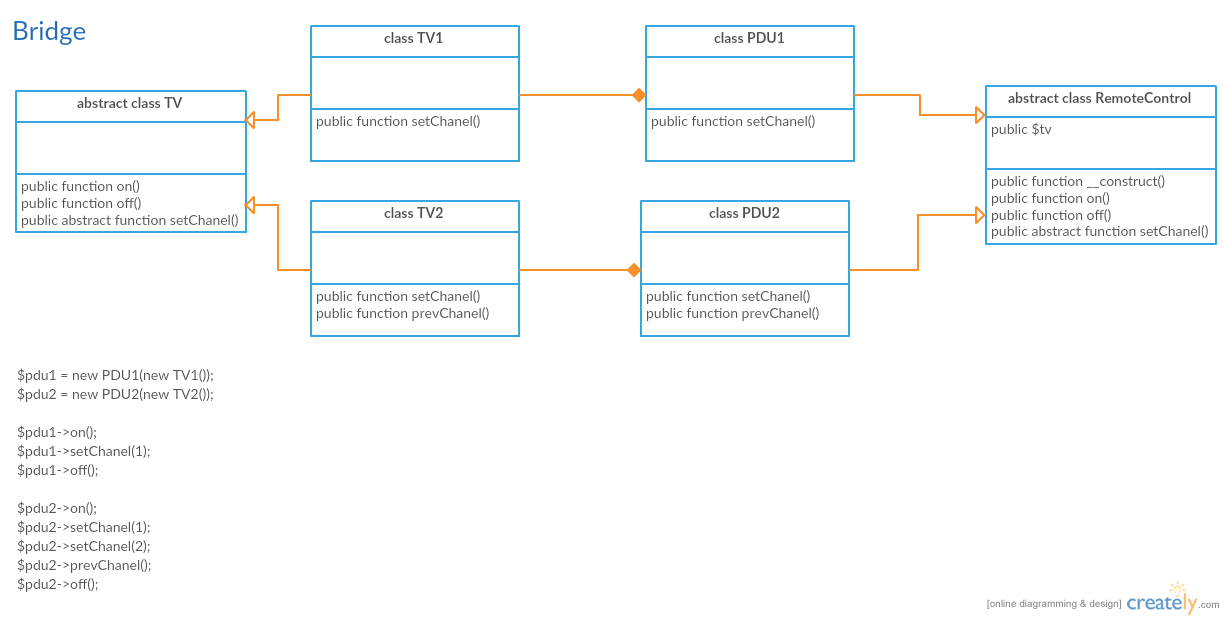 Bridge
abstract class TV
public function on()
public function off()
public abstract function setChanel()
class TV1
public function setChanel()
class PDU1
public function setChanel()
abstract class RemoteControl
public $tv
public function __construct()
public function on()
public function off()
public abstract function setChanel()
class TV2
public function setChanel()
public function prevChanel()
class PDU2
public function setChanel()
public function prevChanel()
$pdu1 = new PDU1(new TV1());
$pdu2 = new PDU2(new TV2());
$pdu1->on();
$pdu1->setChanel(1);
$pdu1->off();
$pdu2->on();
$pdu2->setChanel(1);
$pdu2->setChanel(2);
$pdu2->prevChanel();
$pdu2->off();
[online diagramming & design] creately.com